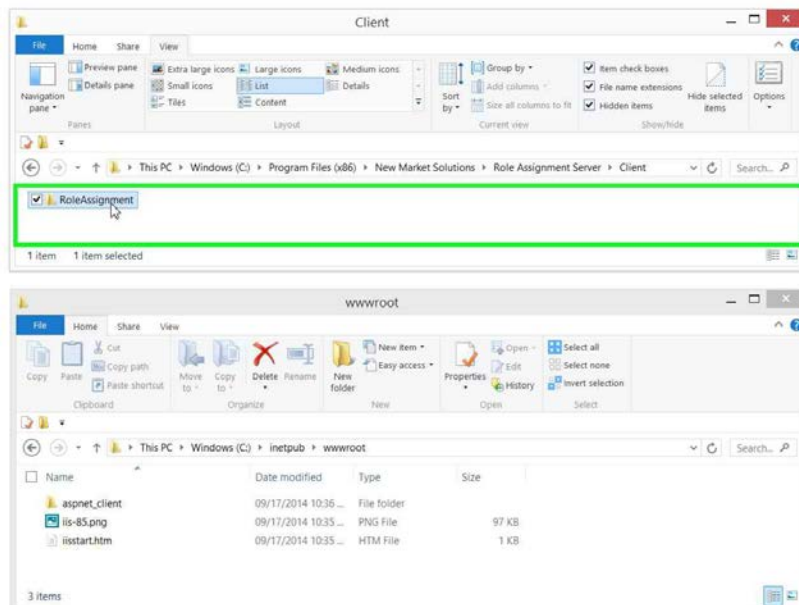 Client
File Home Share View
Preview pane Extra large icons Large icons Medium icons Group by Item check boxes
Navigation pane Details pane Small icons List Details Sort by Add columns File name extensions Hide selected items Options
Tiles Content Size all columns to fit Hidden items
Panes Layout Current view Show/hide
This PC Windows (C:) Program Files (x86) New Market Solutions Role Assignment Server Client Search...
RoleAssignment
1 item 1 item selected
wwwroot
File Home Share View
Cut New item Open Select all
Copy Paste Copy path Move to Copy to Delete Rename New folder Easy access Properties Edit Select none
Paste shortcut History Invert selection
Clipboard Organize New Open Select
This PC Windows (C:) inetpub wwwroot Search...
Name Date modified Type Size
aspnet_client 09/17/2014 10:36 ... File folder
iis-85.png 09/17/2014 10:35 ... PNG File 97 KB
iisstart.htm 09/17/2014 10:35 ... HTM File 1 KB
3 items